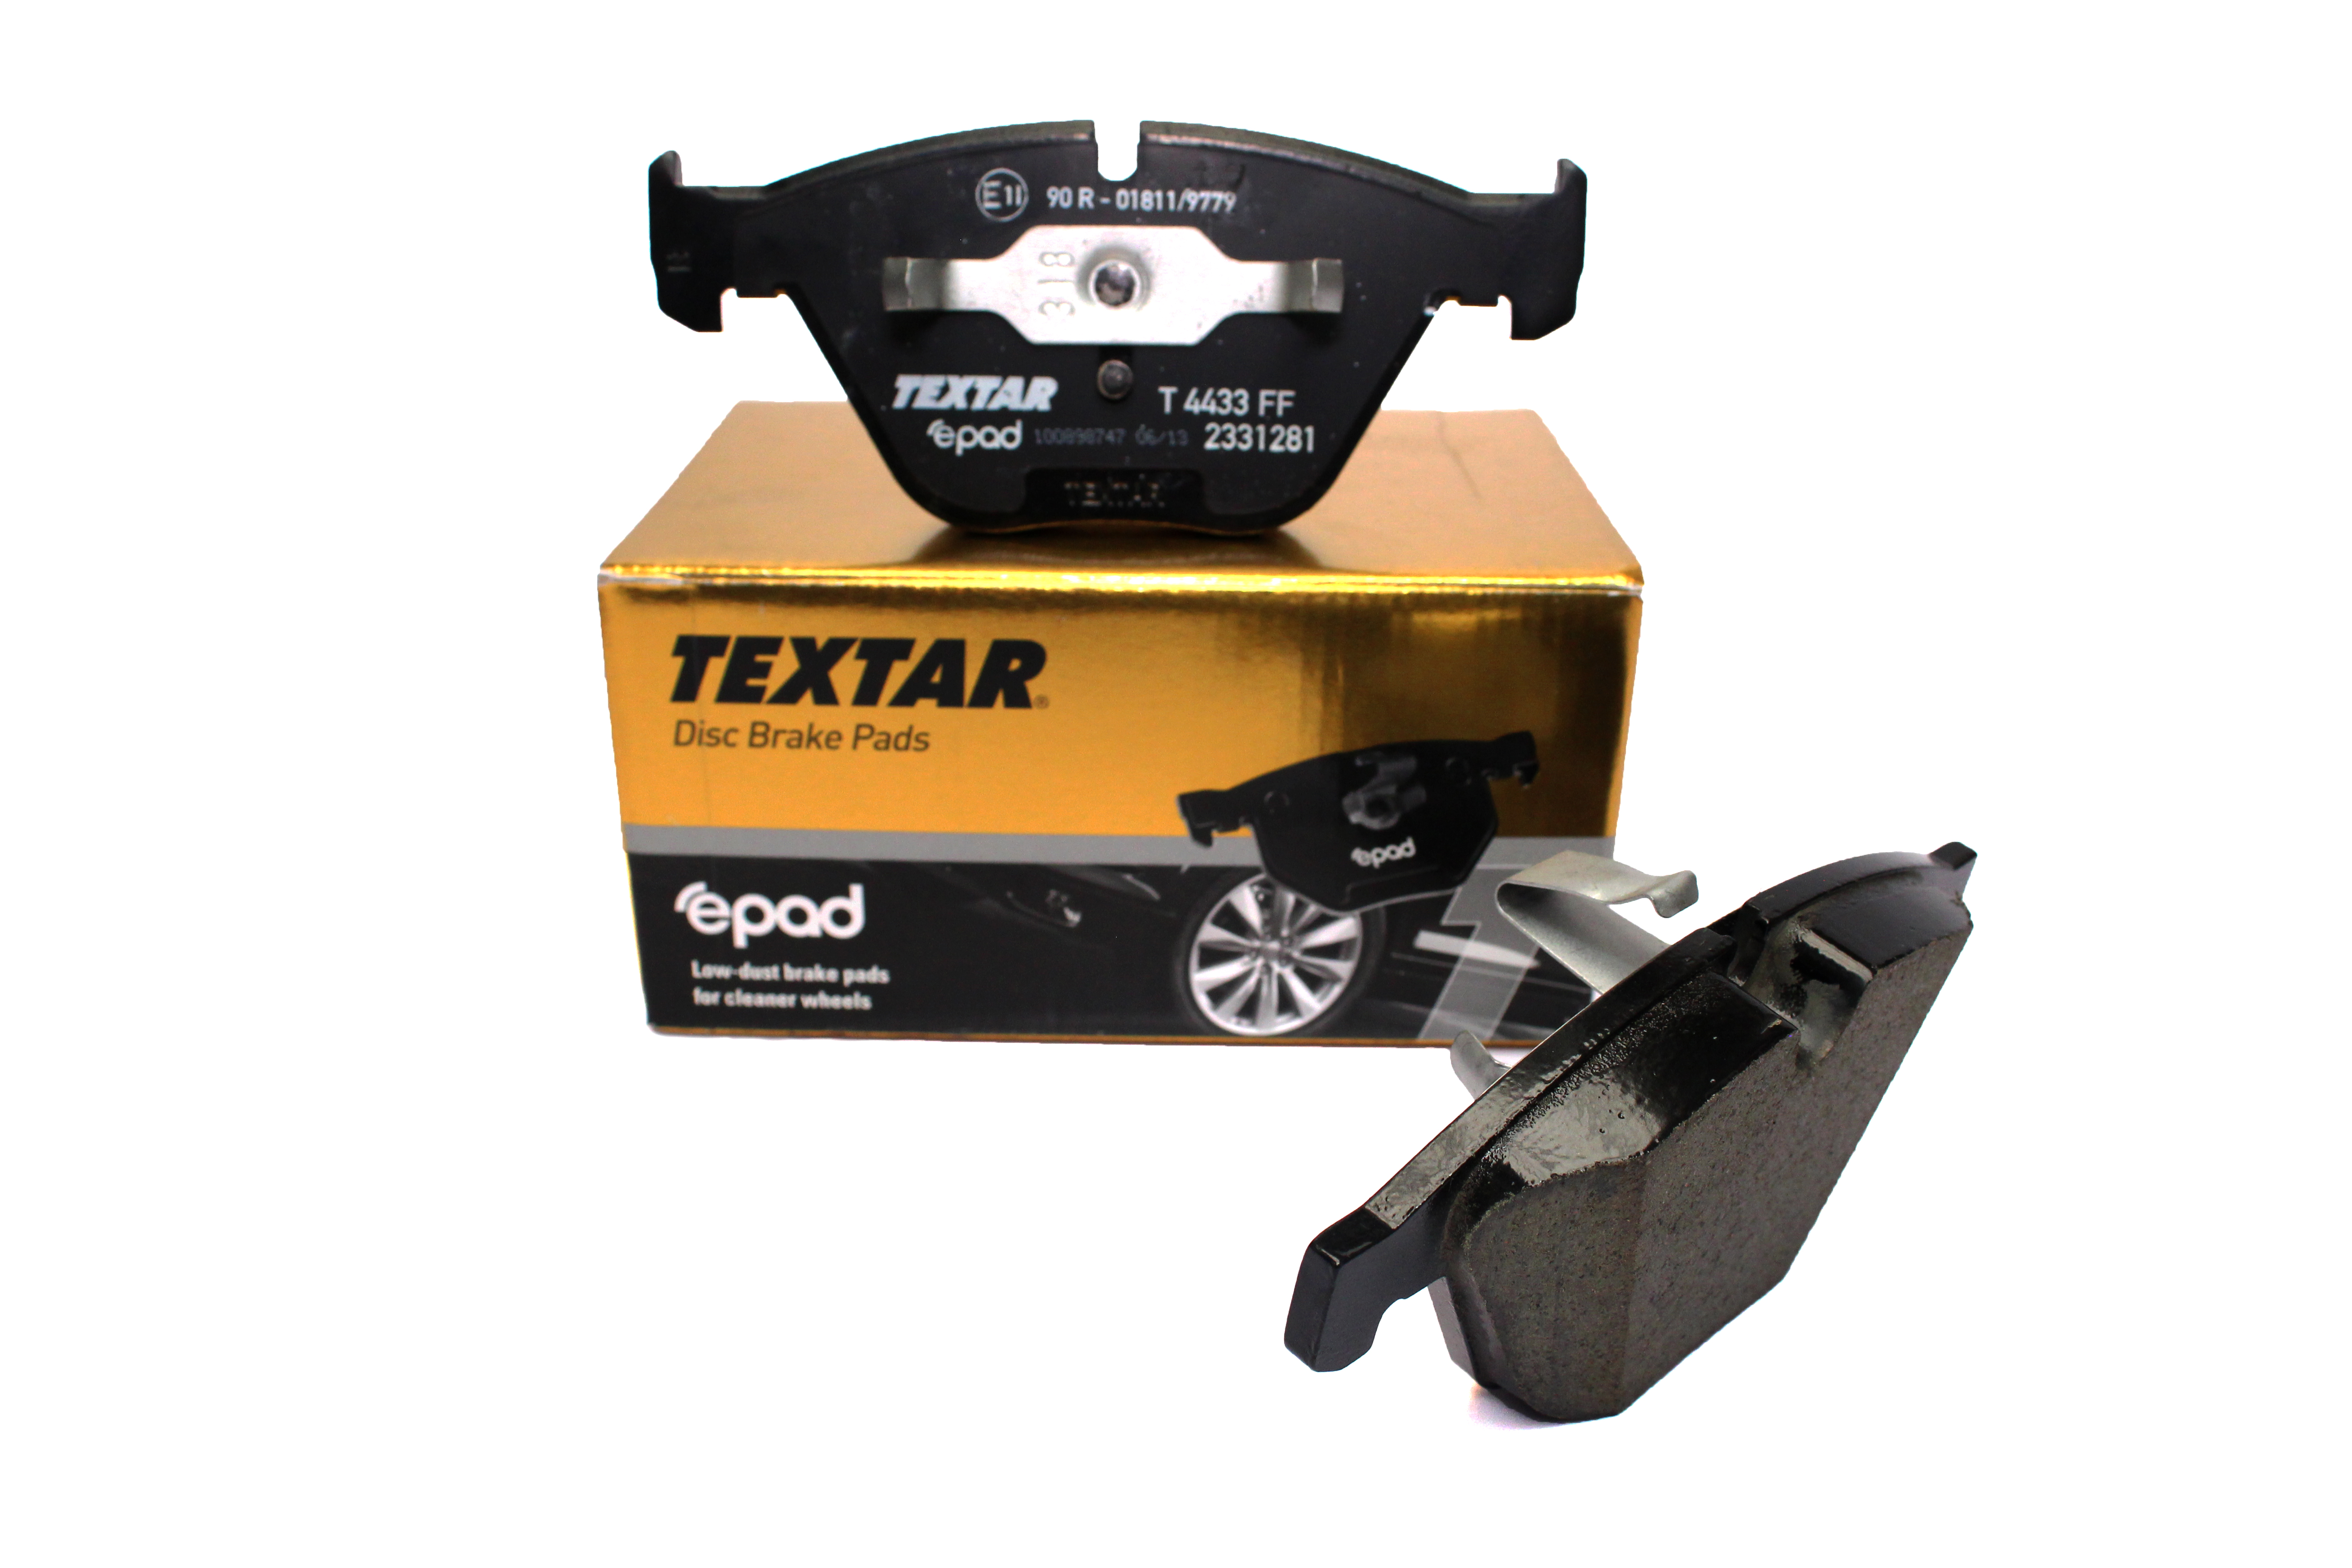 E11 90 R - 01811/9779
318
TEXTAR T 4433 FF
epad 100898747 06/13 2331281
TEXTAR
TEXTAR®
Disc Brake Pads
epad
epad
Low-dust brake pads
for cleaner wheels